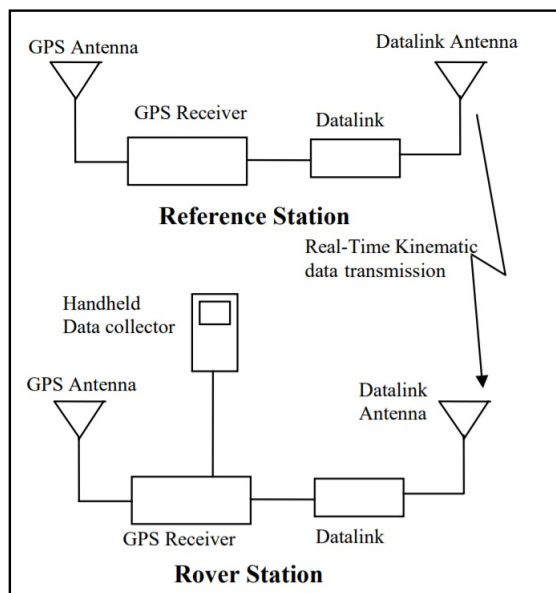 GPS Antenna
Datalink Antenna
GPS Receiver
Datalink
Reference Station
Real-Time Kinematic
data transmission
Handheld
Data collector
GPS Antenna
Datalink
Antenna
GPS Receiver
Datalink
Rover Station